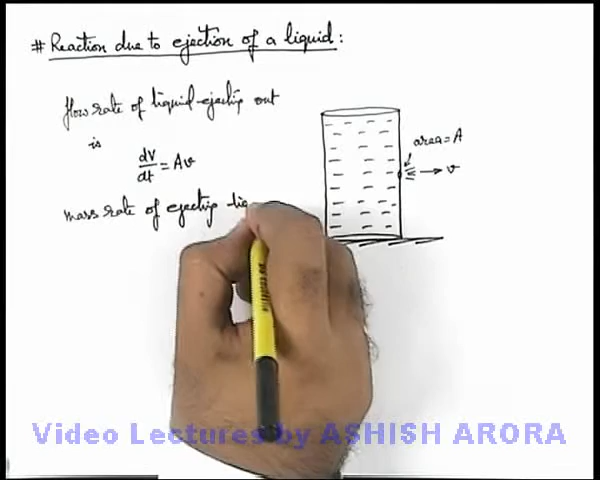 # Reaction due to ejection of a liquid:
flow rate of liquid ejecting out
is
dV/dt = Av
mass rate of ejecting liq
area = A
v
Video Lectures by ASHISH ARORA